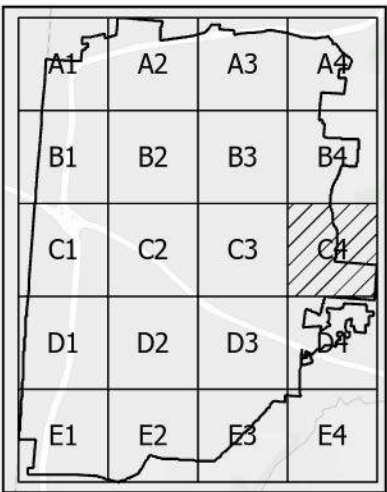 A1 A2 A3 A4
B1 B2 B3 B4
C1 C2 C3 C4
D1 D2 D3 D4
E1 E2 E3 E4